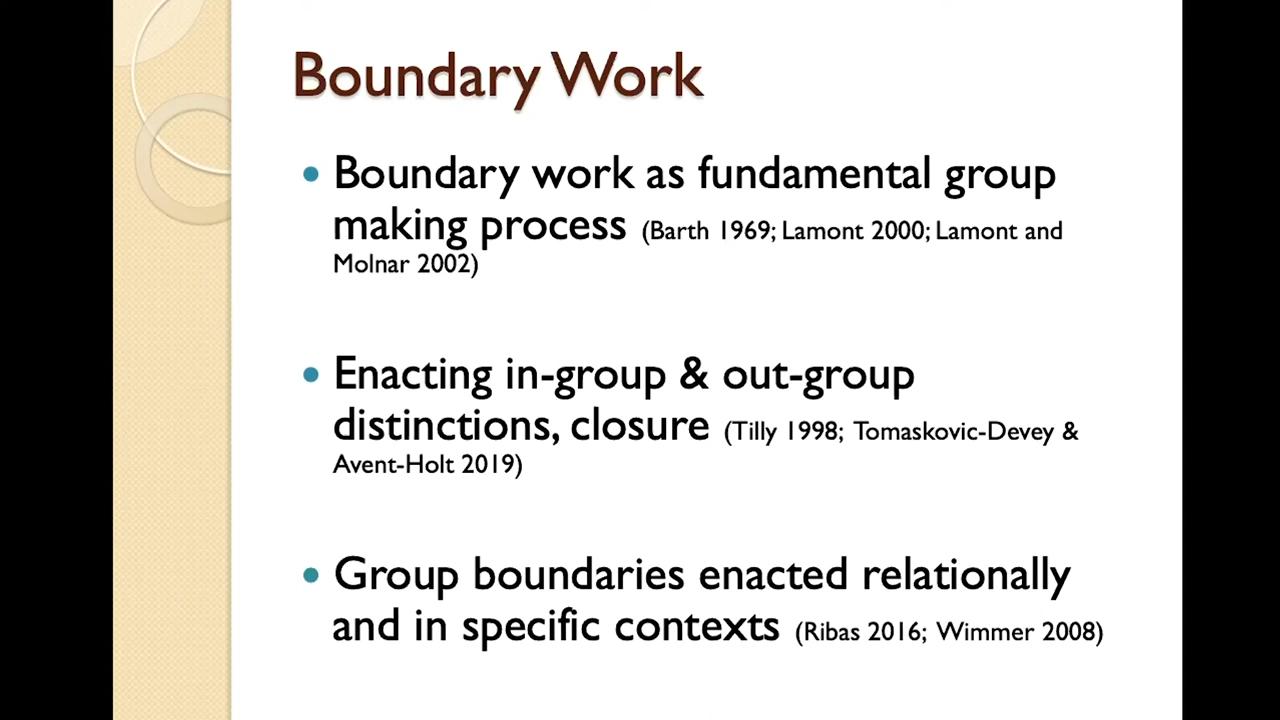 Boundary Work
• Boundary work as fundamental group
making process (Barth 1969; Lamont 2000; Lamont and
Molnar 2002)
• Enacting in-group & out-group
distinctions, closure (Tilly 1998; Tomaskovic-Devey &
Avent-Holt 2019)
• Group boundaries enacted relationally
and in specific contexts (Ribas 2016; Wimmer 2008)